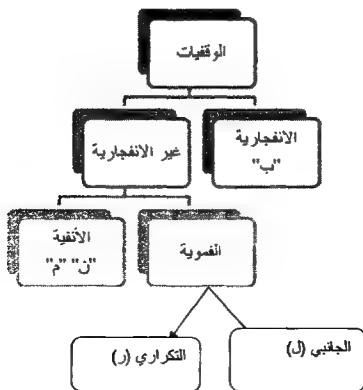 الوقفيات
الانفجارية
"ب"
غير الانفجارية
الفموية
الأنفية
"ن" "م"
الجانبي (ل)
التكراري (ر)